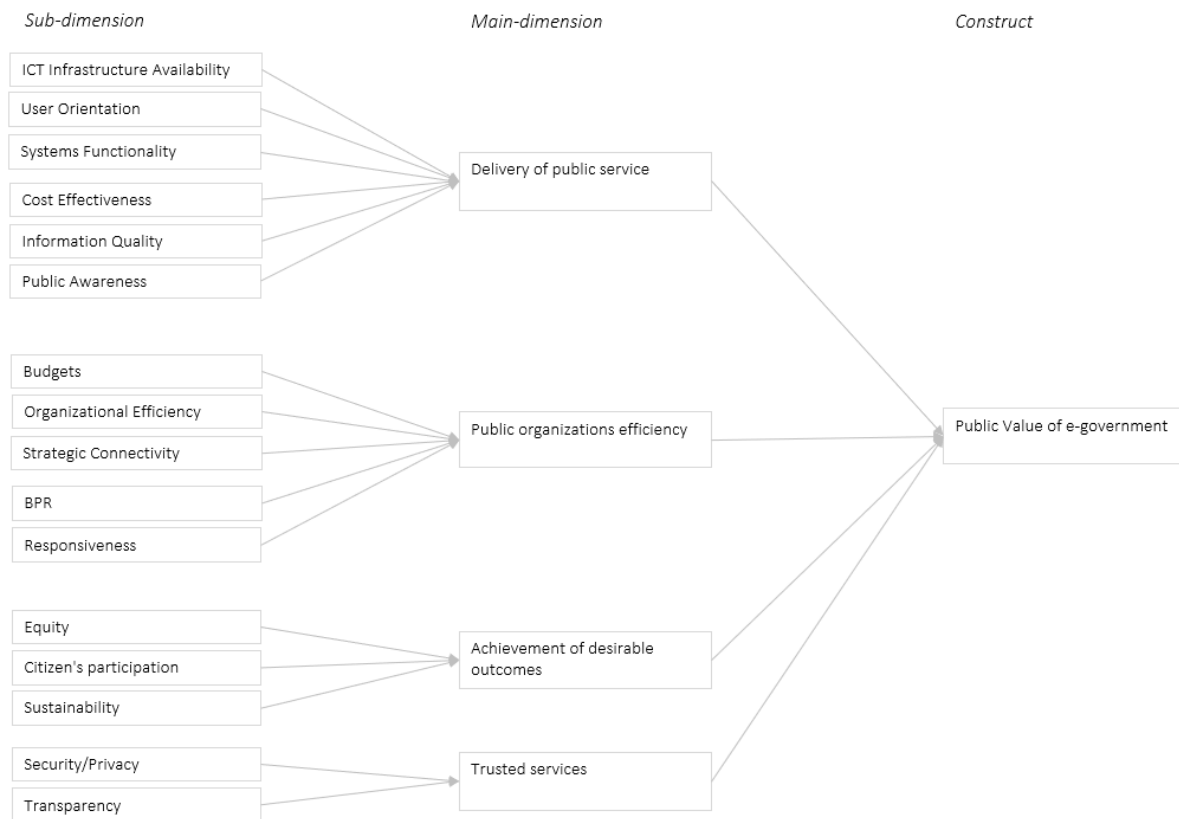 Sub-dimension
Main-dimension
Construct
ICT Infrastructure Availability
User Orientation
Systems Functionality
Cost Effectiveness
Information Quality
Public Awareness
Delivery of public service
Budgets
Organizational Efficiency
Strategic Connectivity
BPR
Responsiveness
Public organizations efficiency
Public Value of e-government
Equity
Citizen's participation
Sustainability
Achievement of desirable
outcomes
Security/Privacy
Transparency
Trusted services